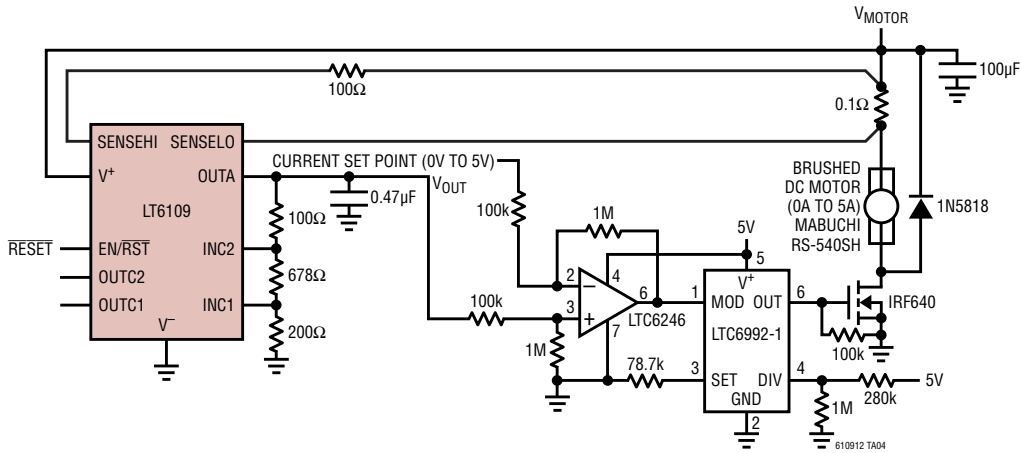 VMOTOR
100µF
100Ω
0.1Ω
SENSEHI SENSELO
V+ OUTA
LT6109
EN/RST INC2
OUTC2
OUTC1 INC1
V−
RESET
100Ω
678Ω
200Ω
0.47µF
CURRENT SET POINT (0V TO 5V)
VOUT
100k
1M
100k
2 −
3 +
4
6
7
LTC6246
1M
78.7k
5V
5
V+
1 MOD OUT 6
LTC6992-1
3 SET DIV 4
GND
2
BRUSHED
DC MOTOR
(0A TO 5A)
MABUCHI
RS-540SH
1N5818
IRF640
100k
280k
5V
1M
610912 TA04